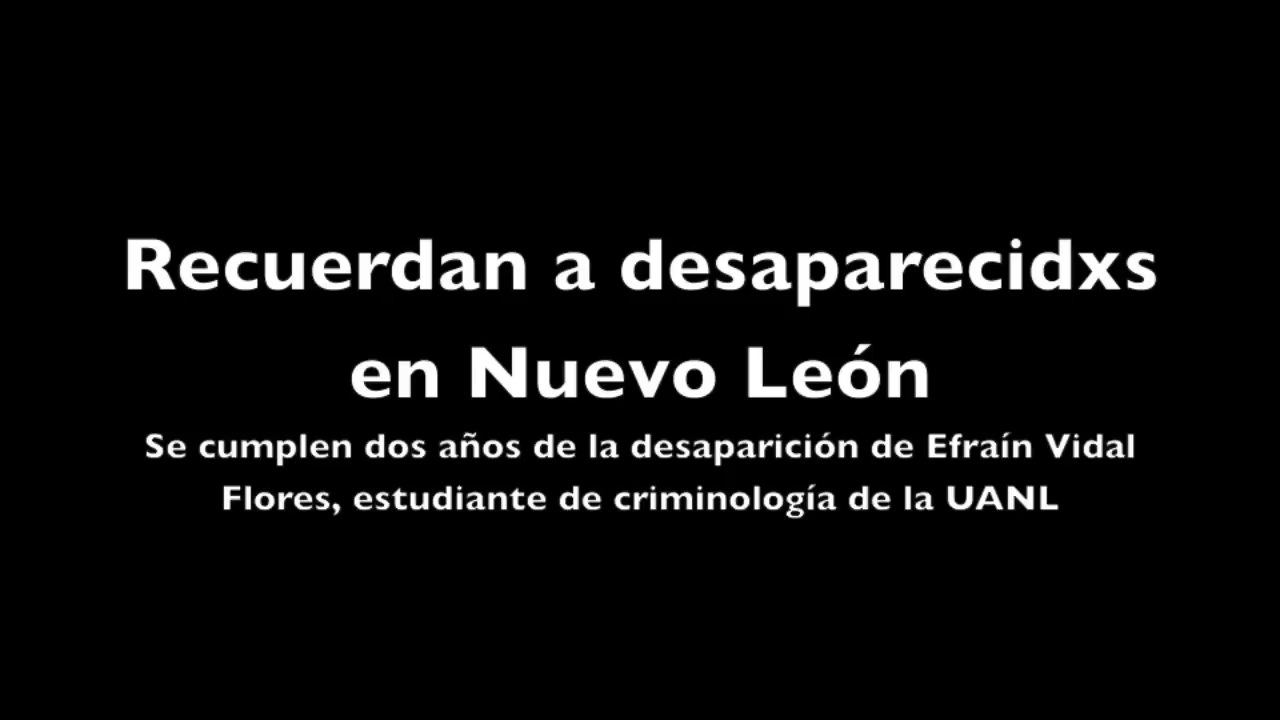 Recuerdan a desaparecidxs
en Nuevo León
Se cumplen dos años de la desaparición de Efraín Vidal
Flores, estudiante de criminología de la UANL